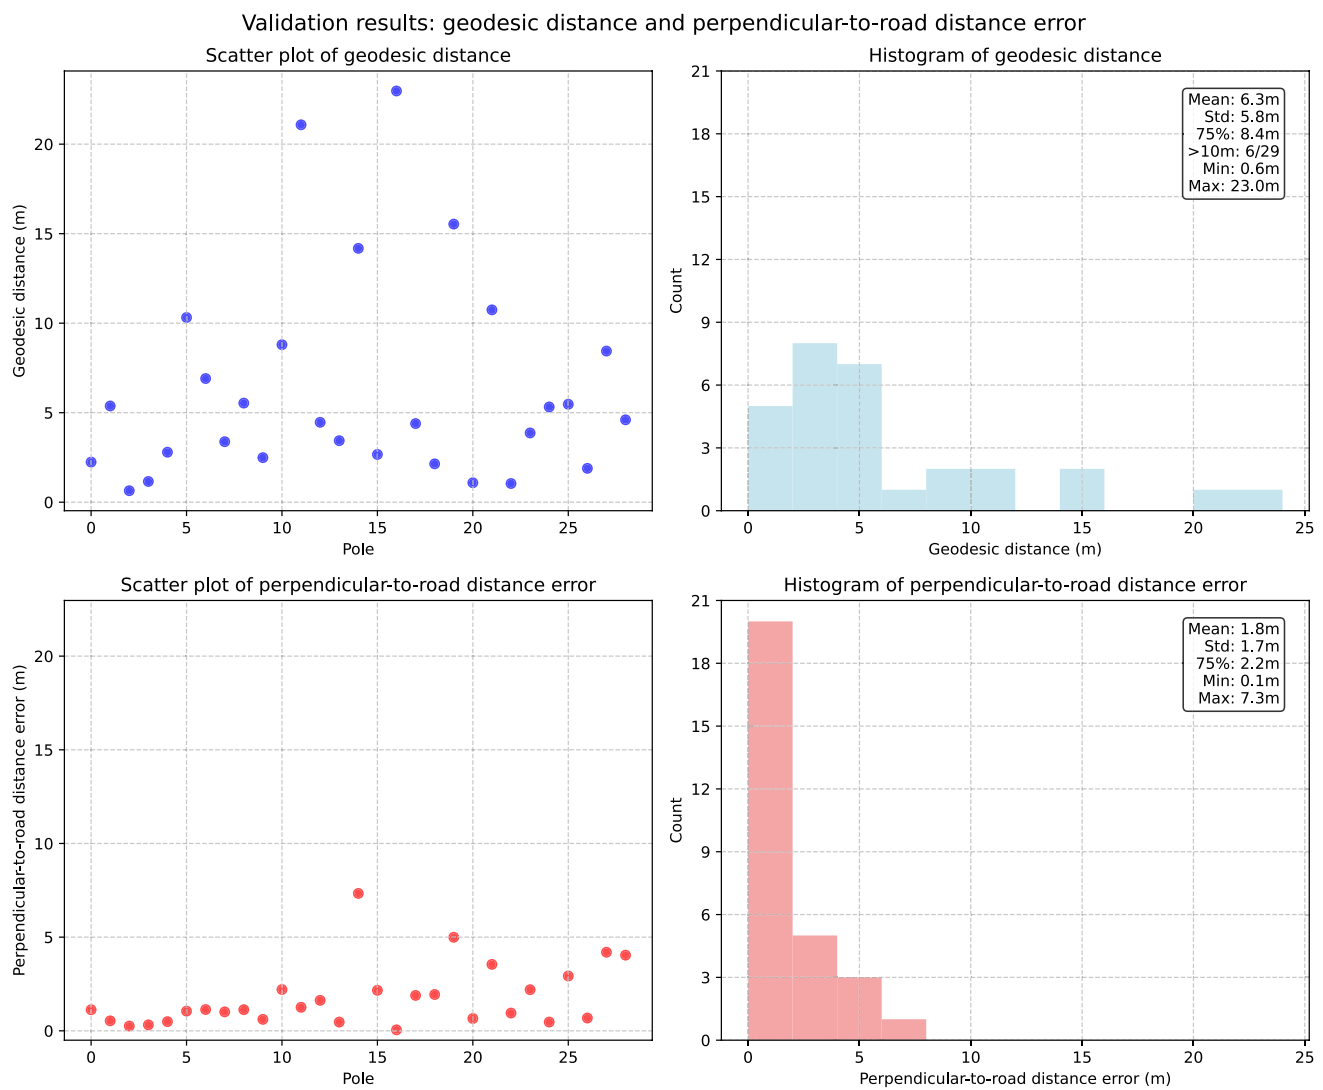 Validation results: geodesic distance and perpendicular-to-road distance error
Scatter plot of geodesic distance
Geodesic distance (m)
20
15
10
5
0
0 5 10 15 20 25
Pole
Histogram of geodesic distance
Count
21
18
15
12
9
6
3
0
Mean: 6.3m
Std: 5.8m
75%: 8.4m
>10m: 6/29
Min: 0.6m
Max: 23.0m
0 5 10 15 20 25
Geodesic distance (m)
Scatter plot of perpendicular-to-road distance error
Perpendicular-to-road distance error (m)
20
15
10
5
0
0 5 10 15 20 25
Pole
Histogram of perpendicular-to-road distance error
Count
21
18
15
12
9
6
3
0
Mean: 1.8m
Std: 1.7m
75%: 2.2m
Min: 0.1m
Max: 7.3m
0 5 10 15 20 25
Perpendicular-to-road distance error (m)